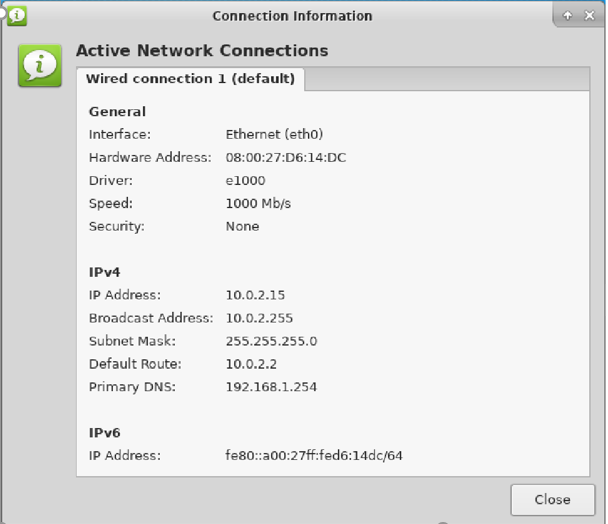 Connection Information
Active Network Connections
Wired connection 1 (default)
General
Interface: Ethernet (eth0)
Hardware Address: 08:00:27:D6:14:DC
Driver: e1000
Speed: 1000 Mb/s
Security: None
IPv4
IP Address: 10.0.2.15
Broadcast Address: 10.0.2.255
Subnet Mask: 255.255.255.0
Default Route: 10.0.2.2
Primary DNS: 192.168.1.254
IPv6
IP Address: fe80::a00:27ff:fed6:14dc/64
Close